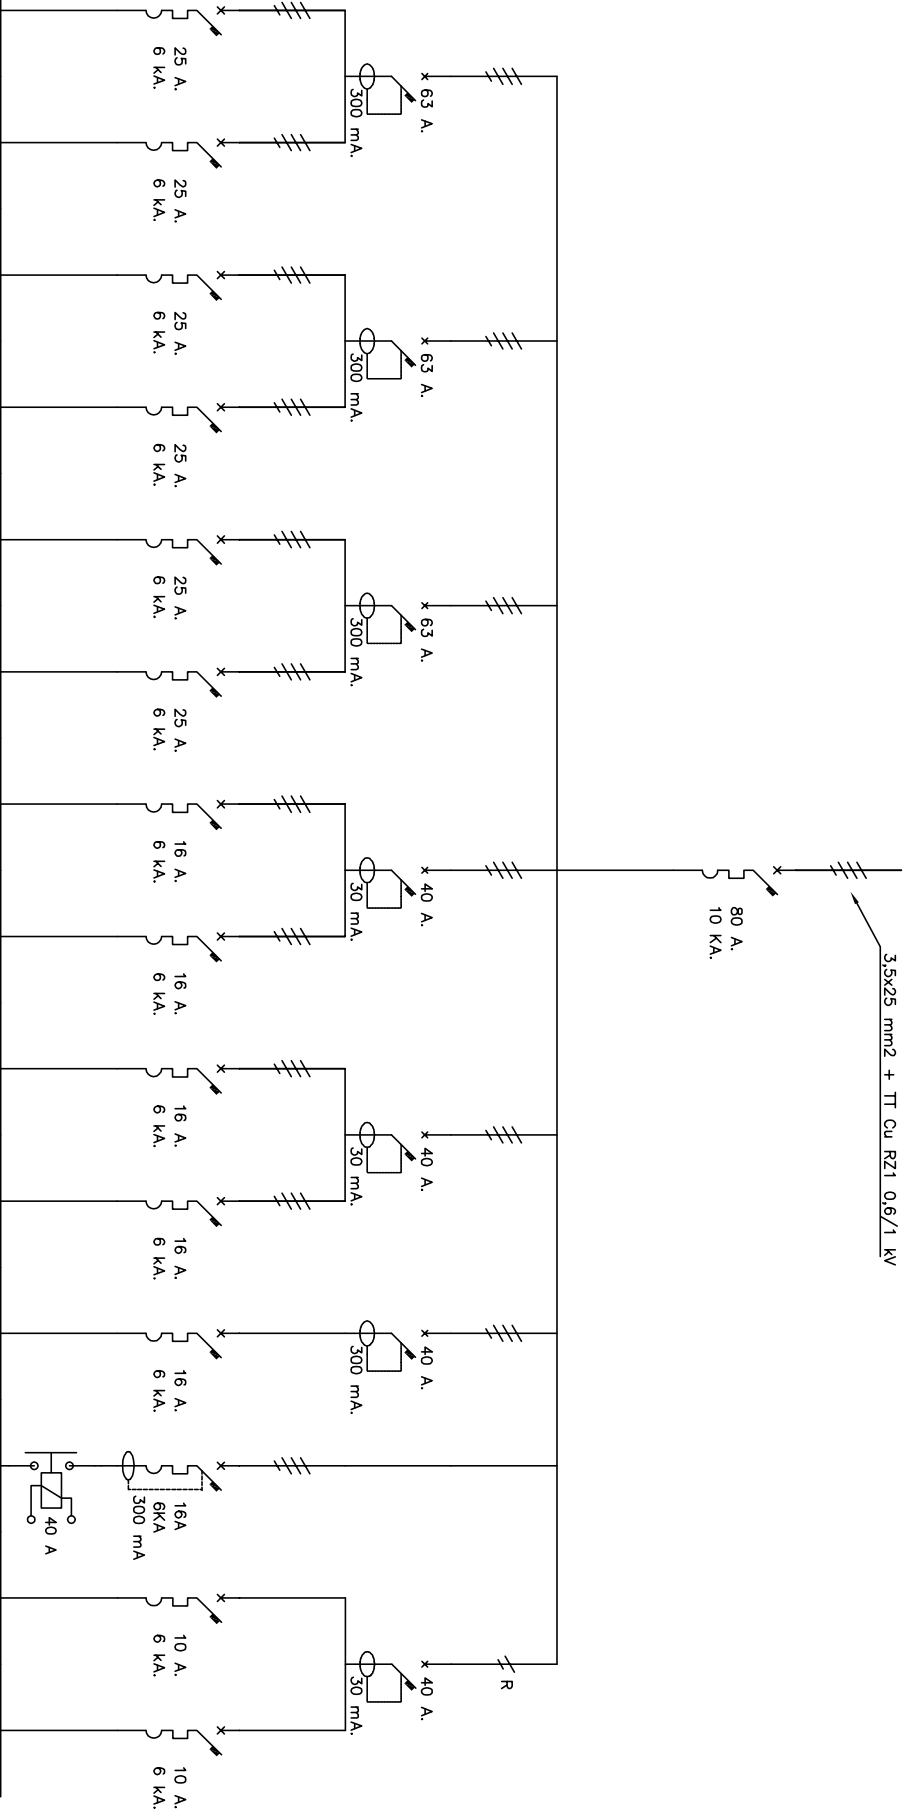 3,5x25 mm2 + TT Cu RZ1 0,6/1 kV
80 A.
10 KA.
63 A.
300 mA.
63 A.
300 mA.
63 A.
300 mA.
40 A.
30 mA.
40 A.
30 mA.
40 A.
300 mA.
R
40 A.
30 mA.
25 A.
6 kA.
25 A.
6 kA.
25 A.
6 kA.
25 A.
6 kA.
25 A.
6 kA.
25 A.
6 kA.
16 A.
6 kA.
16 A.
6 kA.
16 A.
6 kA.
16 A.
6 kA.
16 A.
6 kA.
16A
6KA
300 mA
40 A
10 A.
6 kA.
10 A.
6 kA.